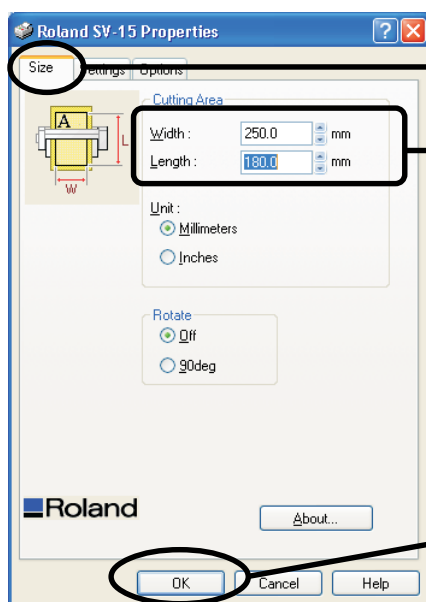 Roland SV-15 Properties
Size Settings Options
Cutting Area
A
L
W
Width : 250.0 mm
Length : 180.0 mm
Unit :
Millimeters
Inches
Rotate
Off
90deg
Roland
About...
OK Cancel Help